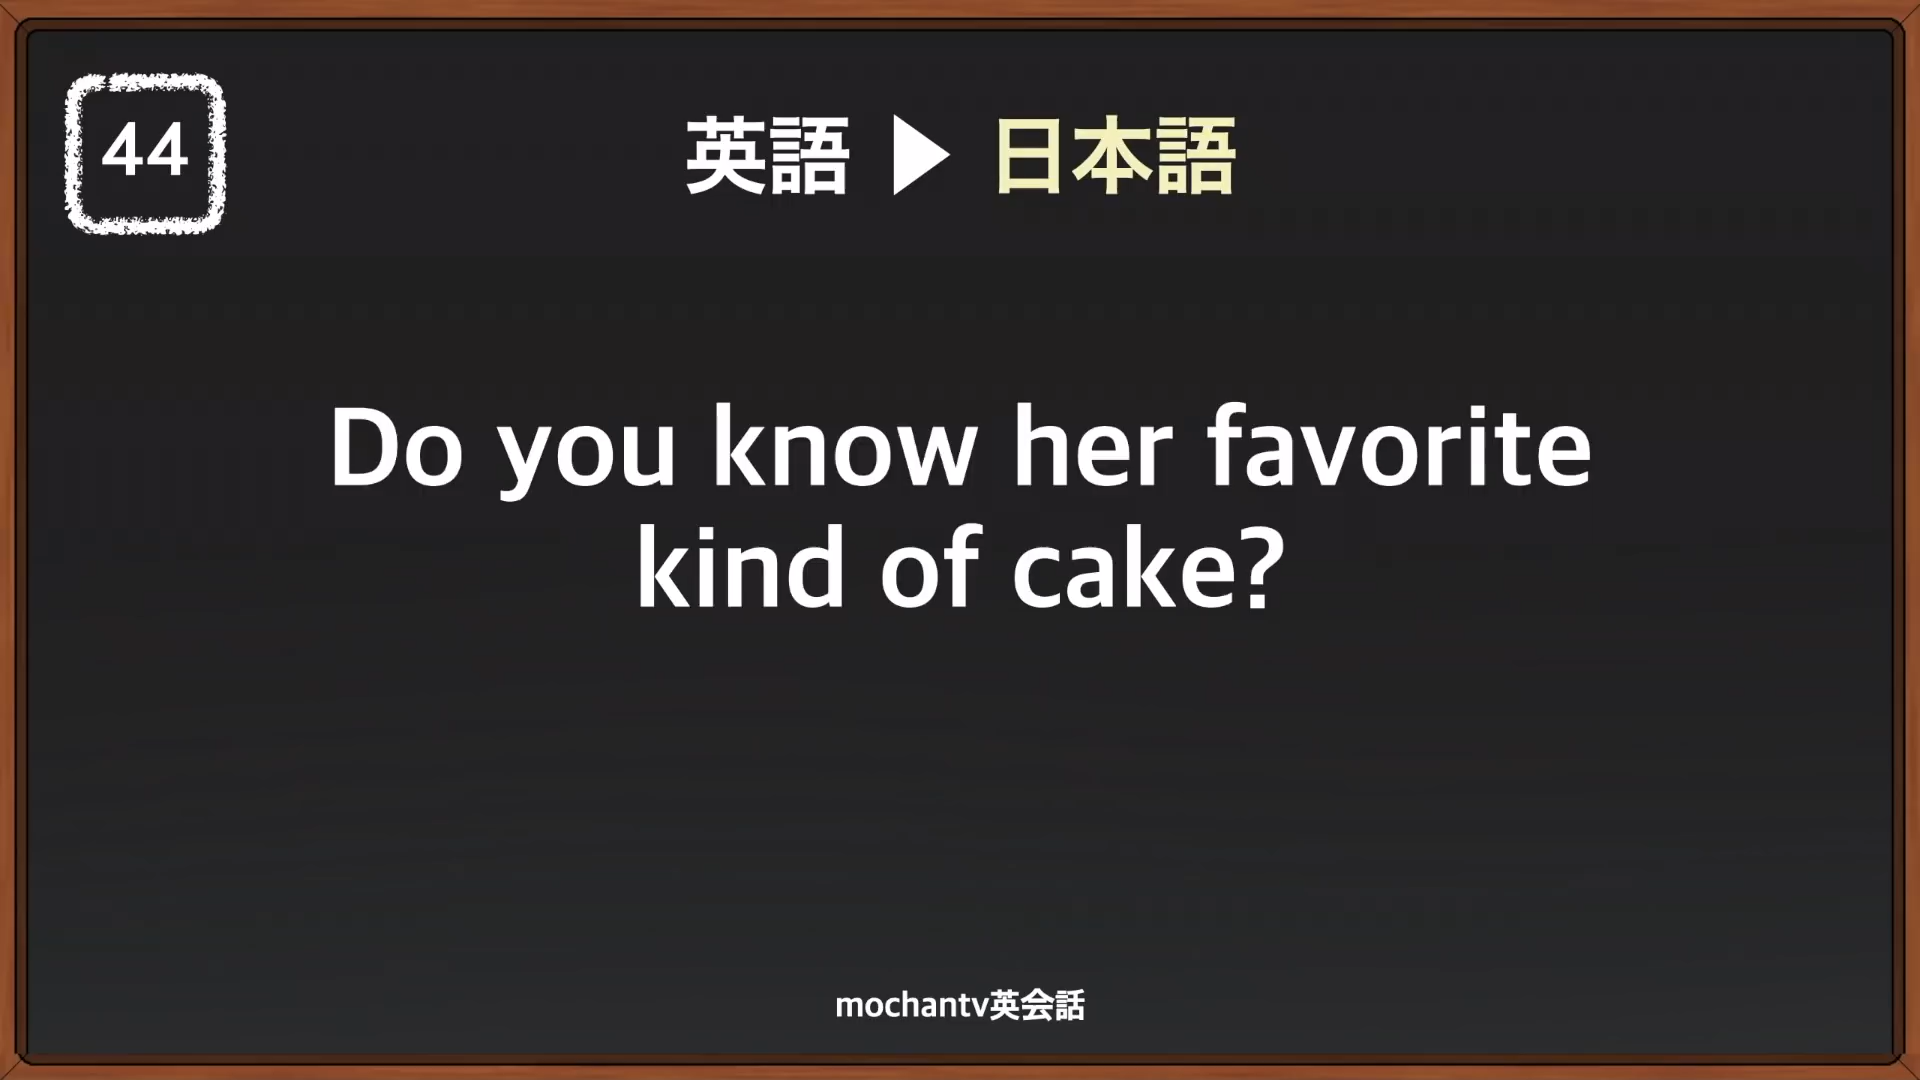 44
英語 ▶ 日本語
Do you know her favorite
kind of cake?
mochantv英会話